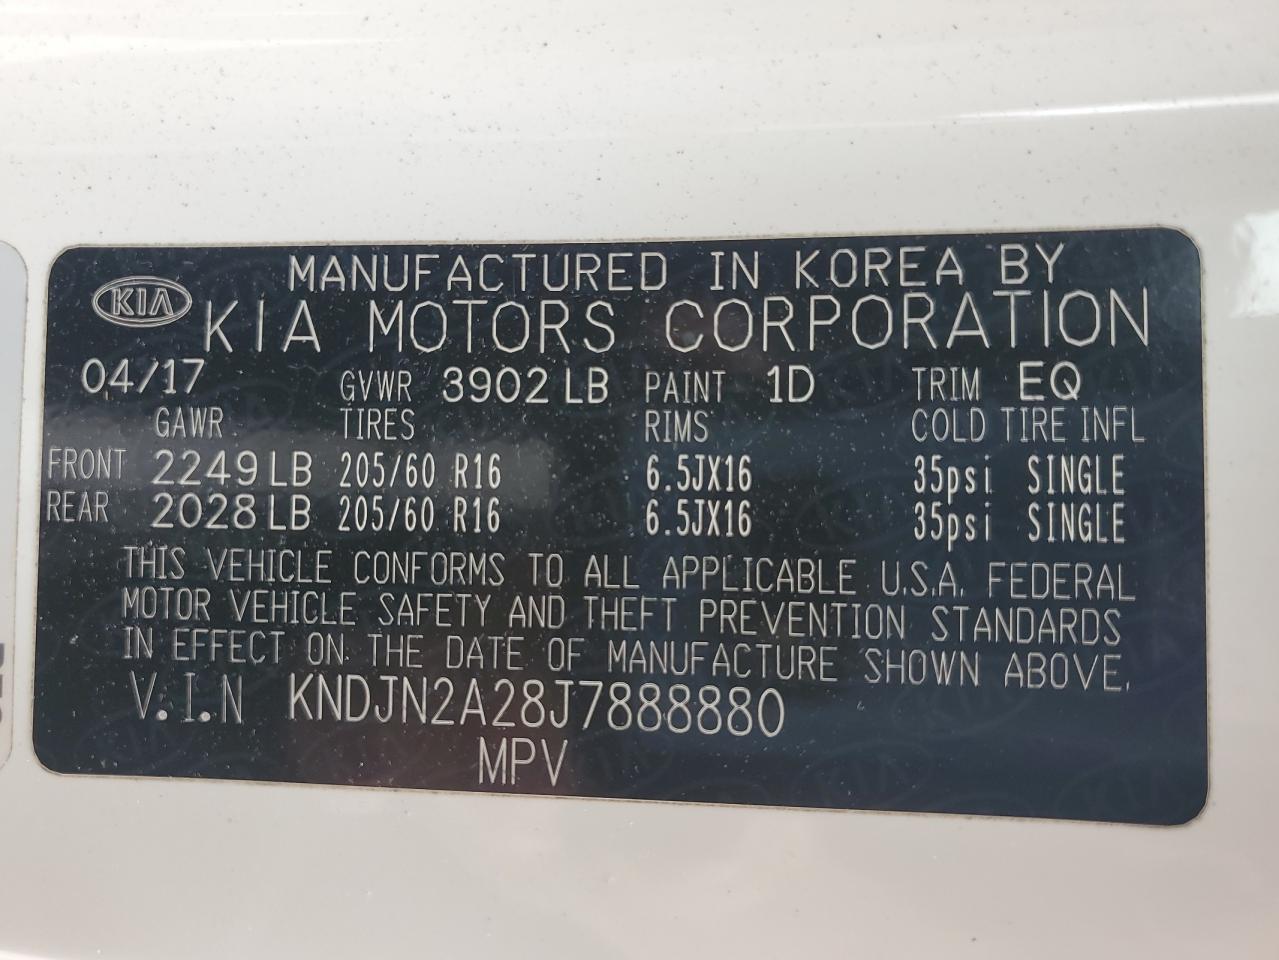 MANUFACTURED IN KOREA BY
KIA
KIA MOTORS CORPORATION
04/17 GVWR 3902 LB PAINT 1D TRIM EQ
GAWR TIRES RIMS COLD TIRE INFL
FRONT 2249 LB 205/60 R16 6.5JX16 35psi SINGLE
REAR 2028 LB 205/60 R16 6.5JX16 35psi SINGLE
THIS VEHICLE CONFORMS TO ALL APPLICABLE U.S.A. FEDERAL
MOTOR VEHICLE SAFETY AND THEFT PREVENTION STANDARDS
IN EFFECT ON THE DATE OF MANUFACTURE SHOWN ABOVE.
V.I.N KNDJN2A28J7888880
MPV